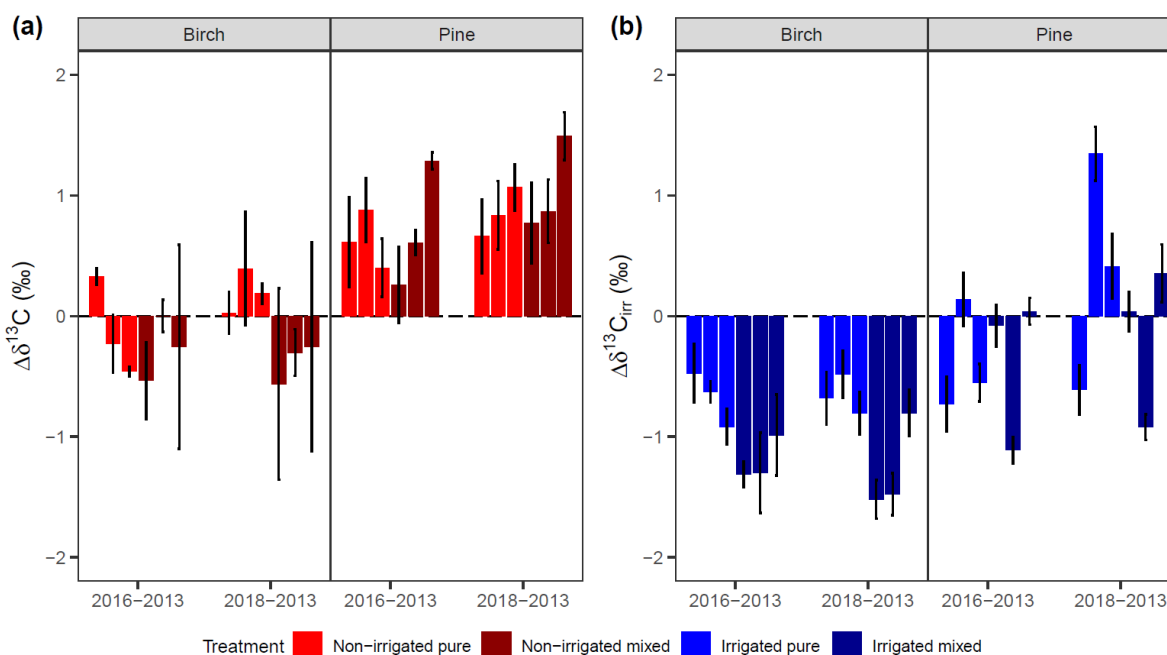 (a)
Birch
Pine
Δδ¹³C (‰)
2
1
0
−1
−2
2016−2013
2018−2013
2016−2013
2018−2013
(b)
Birch
Pine
Δδ¹³Cirr (‰)
2
1
0
−1
−2
2016−2013
2018−2013
2016−2013
2018−2013
Treatment Non−irrigated pure Non−irrigated mixed Irrigated pure Irrigated mixed